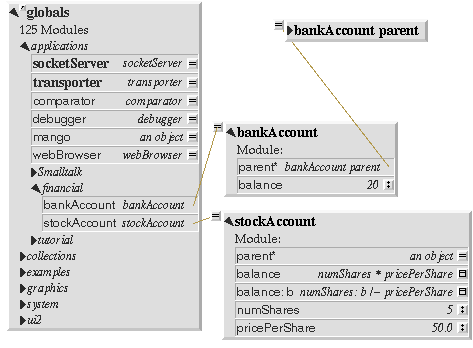 globals
125 Modules
applications
socketServer socketServer
transporter transporter
comparator comparator
debugger debugger
mango an object
webBrowser webBrowser
Smalltalk
financial
bankAccount bankAccount
stockAccount stockAccount
tutorial
collections
examples
graphics
system
ui2
bankAccount parent
bankAccount
Module:
parent* bankAccount parent
balance 20
stockAccount
Module:
parent* an object
balance numShares * pricePerShare
balance: b numShares: b /~ pricePerShare
numShares 5
pricePerShare 50.0